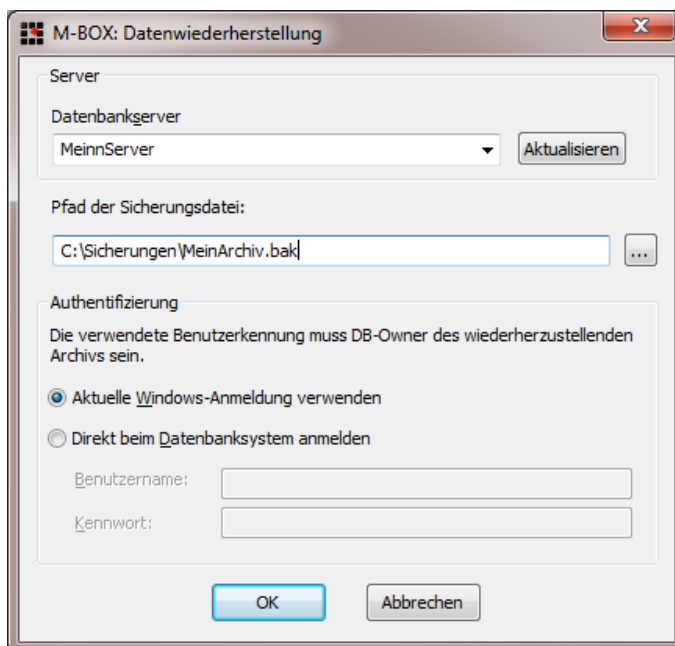 M-BOX: Datenwiederherstellung
Server
Datenbankserver
MeinnServer
Aktualisieren
Pfad der Sicherungsdatei:
C:\Sicherungen\MeinArchiv.bak
...
Authentifizierung
Die verwendete Benutzerkennung muss DB-Owner des wiederherzustellenden
Archivs sein.
Aktuelle Windows-Anmeldung verwenden
Direkt beim Datenbanksystem anmelden
Benutzername:
Kennwort:
OK
Abbrechen